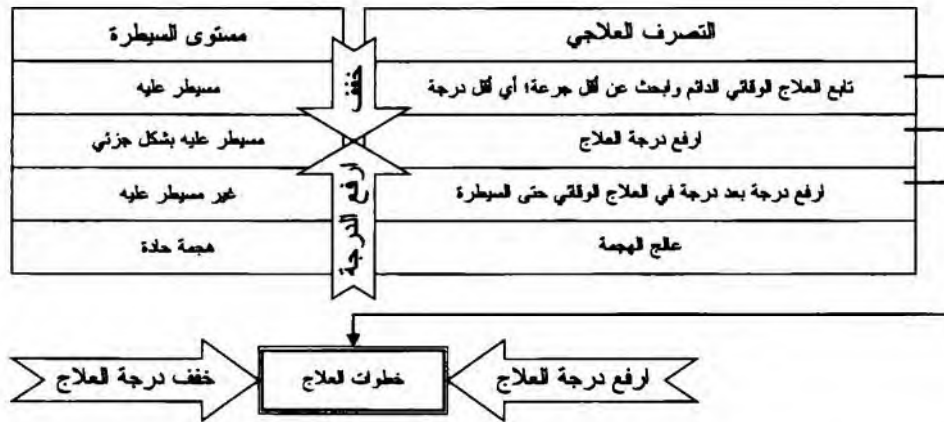 التصرف العلاجي
مستوى السيطرة
تابع العلاج الوقائي الدائم وابحث عن أقل جرعة؛ أي أقل درجة
مسيطر عليه
ارفع درجة العلاج
مسيطر عليه بشكل جزئي
ارفع درجة بعد درجة في العلاج الوقائي حتى السيطرة
غير مسيطر عليه
عالج الهجمة
هجمة حادة
خفف
ارفع الدرجة
ارفع درجة العلاج
خطوات العلاج
خفف درجة العلاج